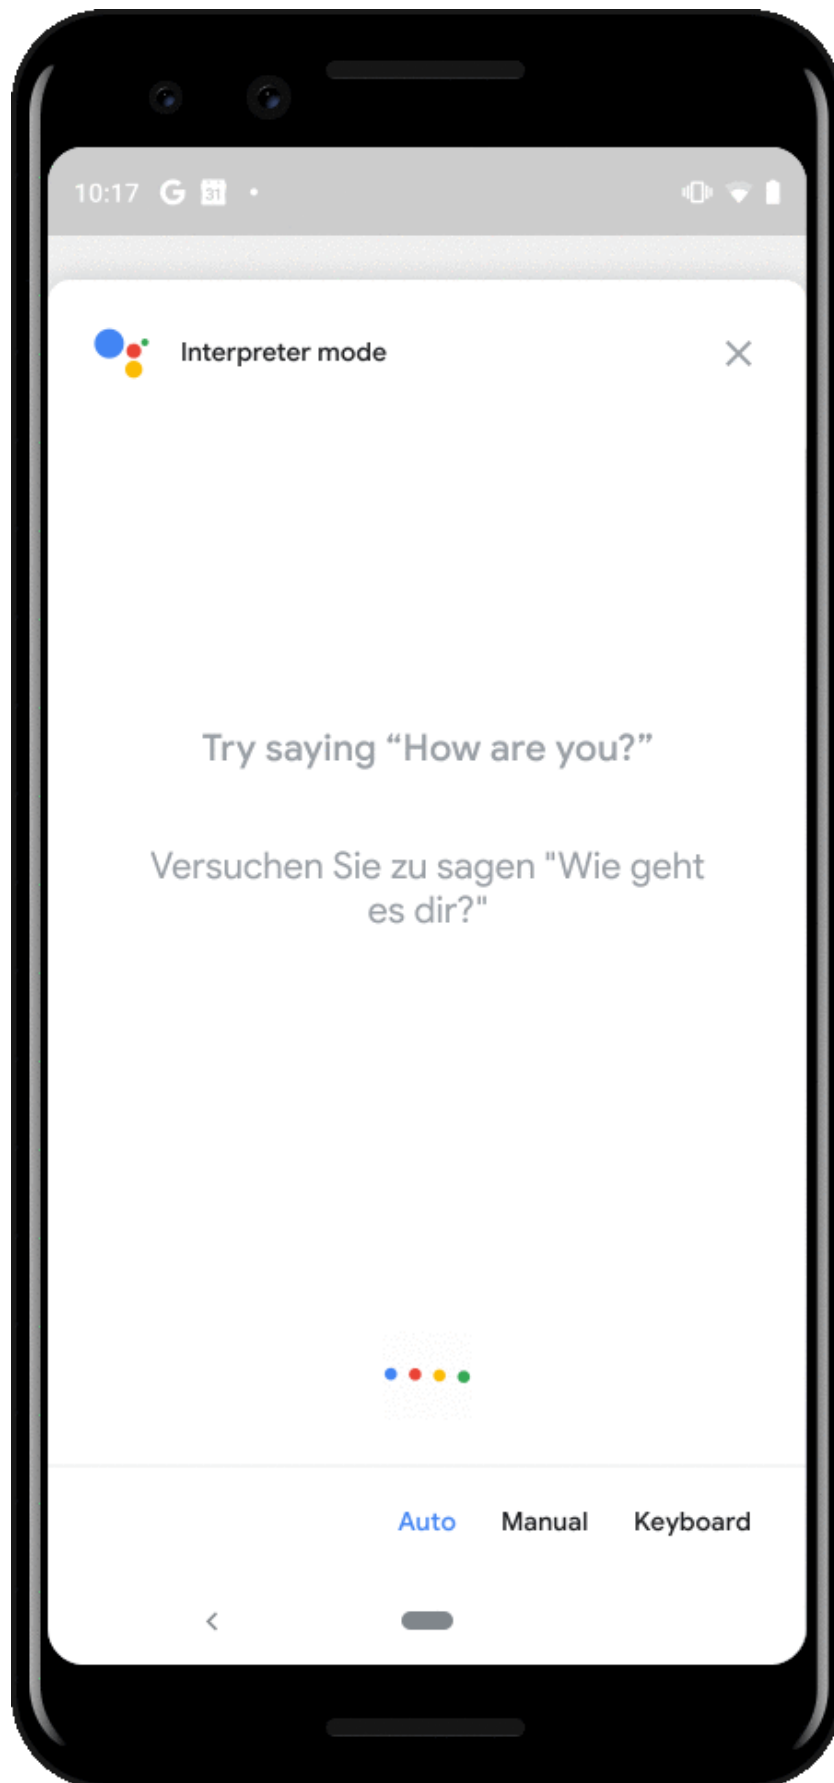 10:17 G 31
Interpreter mode
Try saying “How are you?”
Versuchen Sie zu sagen "Wie geht
es dir?"
Auto Manual Keyboard